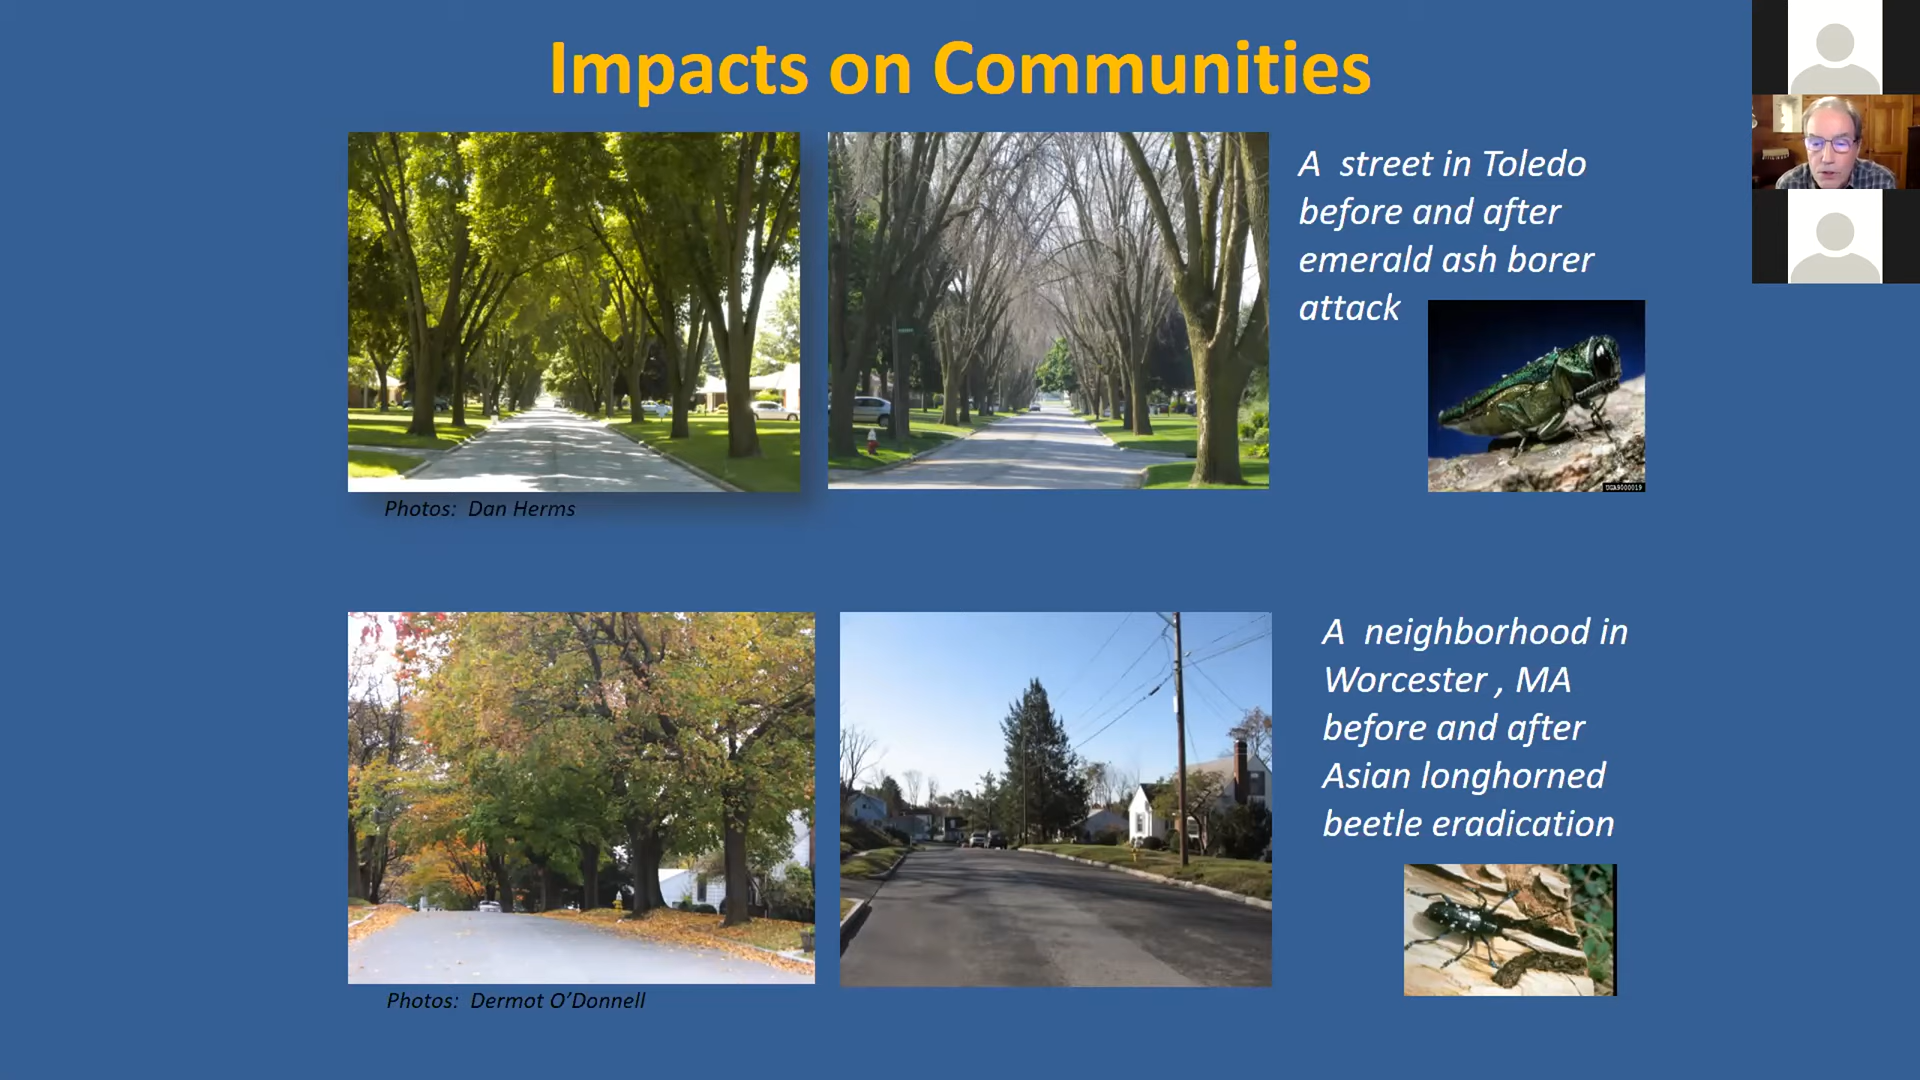 Impacts on Communities
A street in Toledo
before and after
emerald ash borer
attack
UGA9000019
Photos: Dan Herms
A neighborhood in
Worcester , MA
before and after
Asian longhorned
beetle eradication
Photos: Dermot O’Donnell